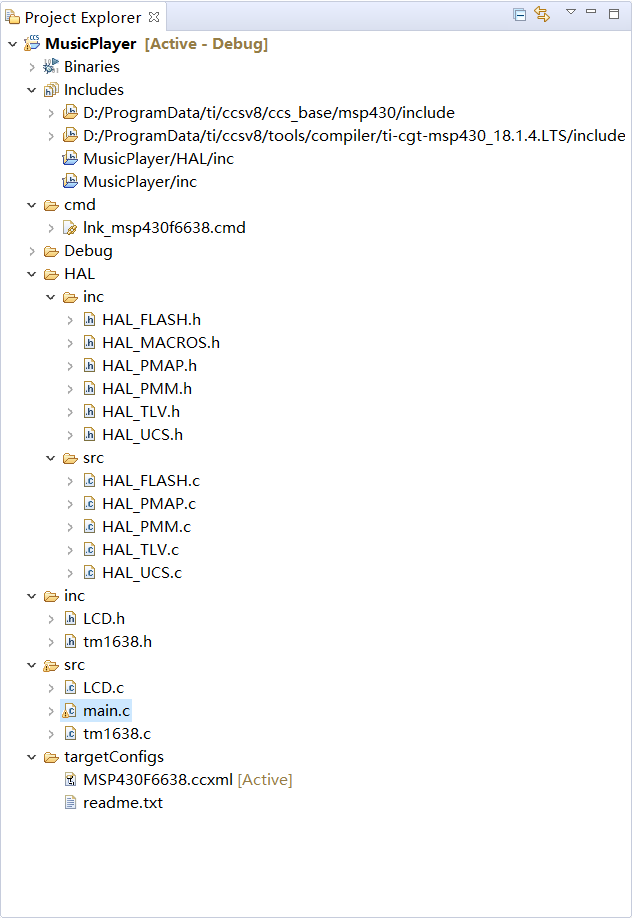 Project Explorer
MusicPlayer [Active - Debug]
Binaries
Includes
D:/ProgramData/ti/ccsv8/ccs_base/msp430/include
D:/ProgramData/ti/ccsv8/tools/compiler/ti-cgt-msp430_18.1.4.LTS/include
MusicPlayer/HAL/inc
MusicPlayer/inc
cmd
lnk_msp430f6638.cmd
Debug
HAL
inc
HAL_FLASH.h
HAL_MACROS.h
HAL_PMAP.h
HAL_PMM.h
HAL_TLV.h
HAL_UCS.h
src
HAL_FLASH.c
HAL_PMAP.c
HAL_PMM.c
HAL_TLV.c
HAL_UCS.c
inc
LCD.h
tm1638.h
src
LCD.c
main.c
tm1638.c
targetConfigs
MSP430F6638.ccxml [Active]
readme.txt